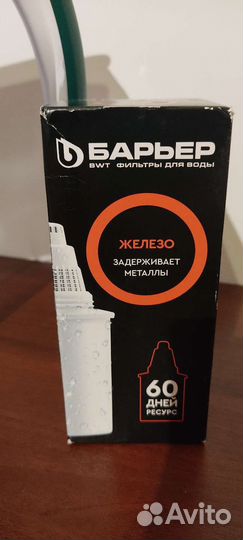 БАРЬЕР
BWT ФИЛЬТРЫ ДЛЯ ВОДЫ
ЖЕЛЕЗО
ЗАДЕРЖИВАЕТ
МЕТАЛЛЫ
60
ДНЕЙ
РЕСУРС
Avito